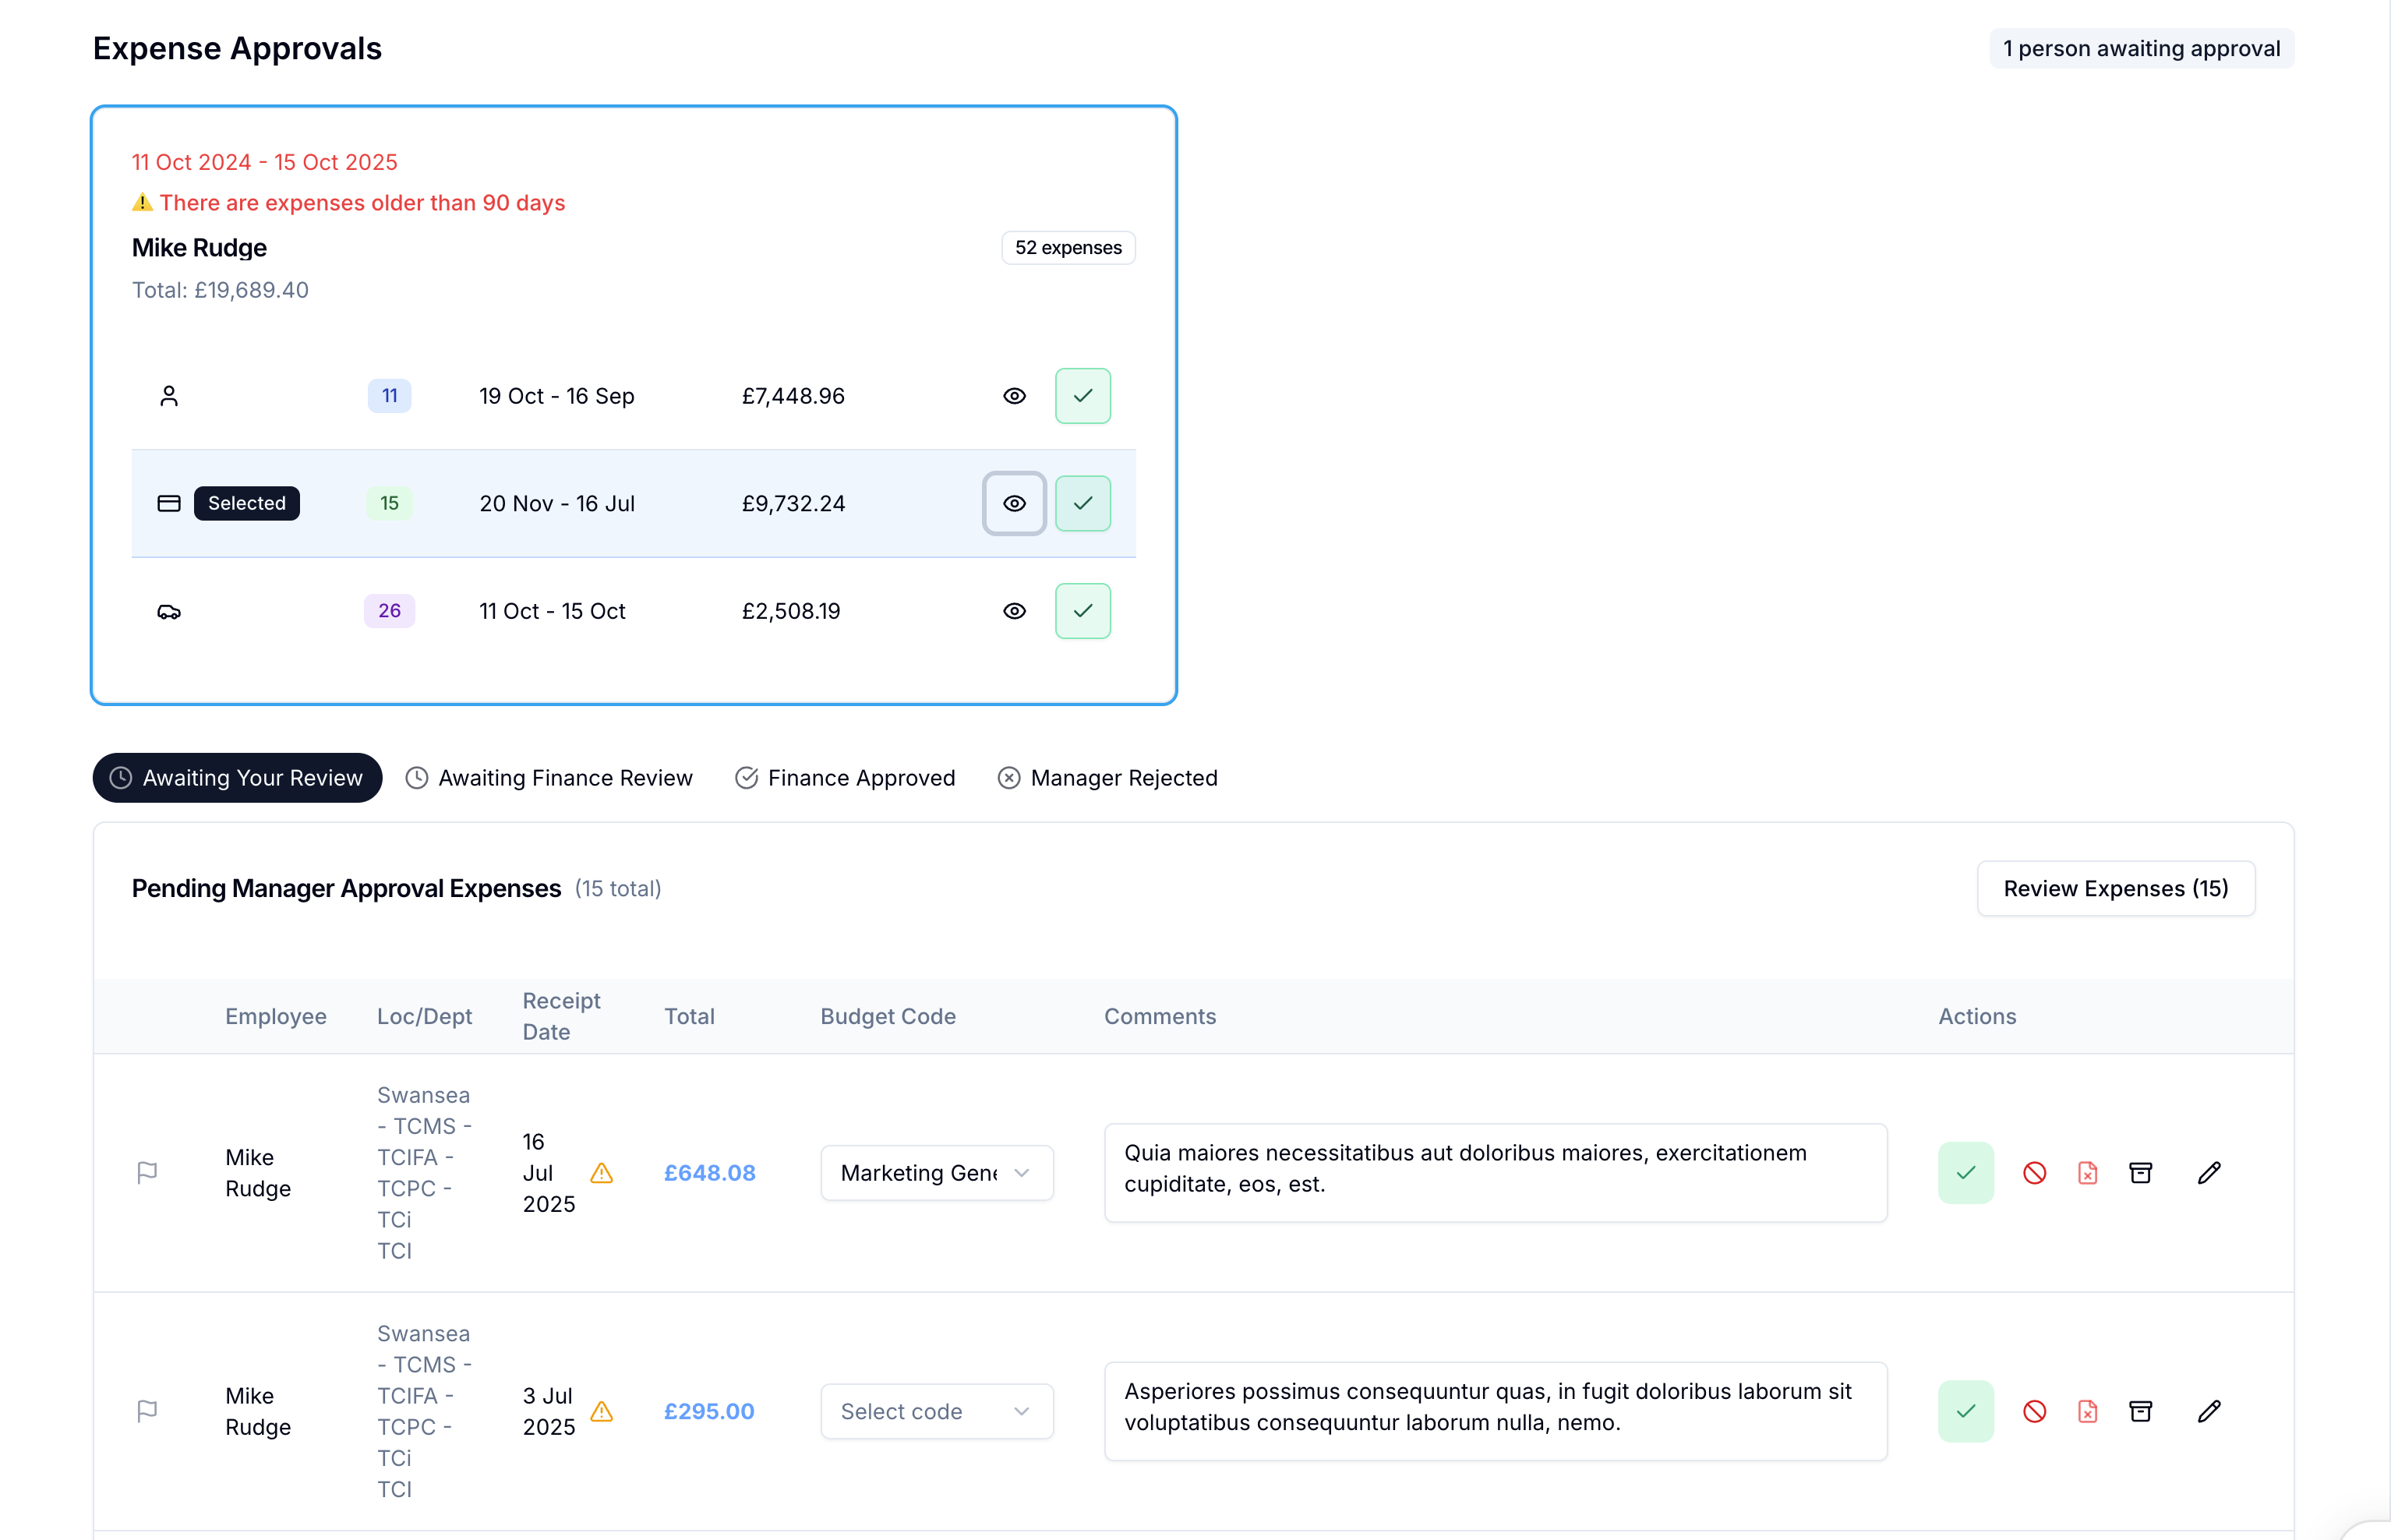 Expense Approvals
1 person awaiting approval
11 Oct 2024 - 15 Oct 2025
There are expenses older than 90 days
Mike Rudge
52 expenses
Total: £19,689.40
11 19 Oct - 16 Sep £7,448.96
Selected 15 20 Nov - 16 Jul £9,732.24
26 11 Oct - 15 Oct £2,508.19
Awaiting Your Review Awaiting Finance Review Finance Approved Manager Rejected
Pending Manager Approval Expenses (15 total)
Review Expenses (15)
Employee
Loc/Dept
Receipt
Date
Total
Budget Code
Comments
Actions
Mike
Rudge
Swansea
- TCMS -
TCIFA -
TCPC -
TCi
TCI
16
Jul
2025
£648.08
Marketing Gene
Quia maiores necessitatibus aut doloribus maiores, exercitationem
cupiditate, eos, est.
Mike
Rudge
Swansea
- TCMS -
TCIFA -
TCPC -
TCi
TCI
3 Jul
2025
£295.00
Select code
Asperiores possimus consequuntur quas, in fugit doloribus laborum sit
voluptatibus consequuntur laborum nulla, nemo.